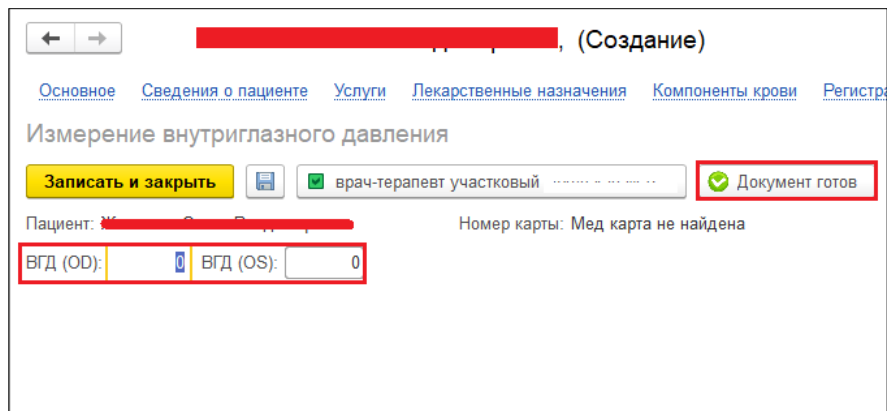 , (Создание)
Основное Сведения о пациенте Услуги Лекарственные назначения Компоненты крови Регистра
Измерение внутриглазного давления
Записать и закрыть врач-терапевт участковый Документ готов
Пациент: Номер карты: Мед карта не найдена
ВГД (OD): 0 ВГД (OS): 0